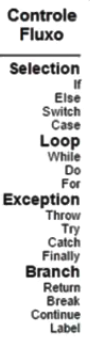 Controle
Fluxo
Selection
If
Else
Switch
Case
Loop
While
Do
For
Exception
Throw
Try
Catch
Finally
Branch
Return
Break
Continue
Label